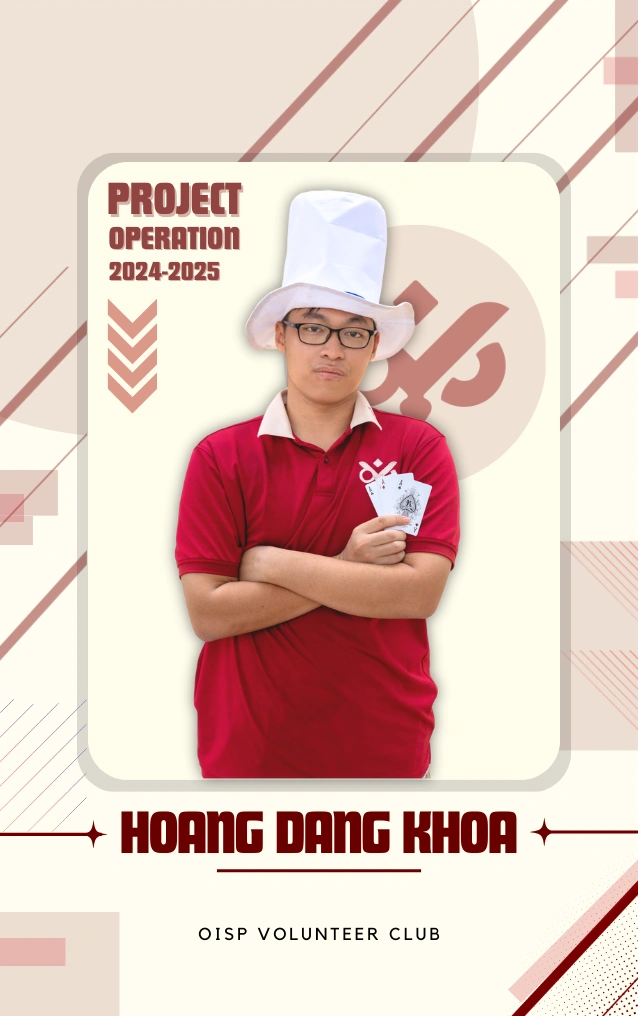 PROJECT
OPERATION
2024-2025
HOANG DANG KHOA
OISP VOLUNTEER CLUB